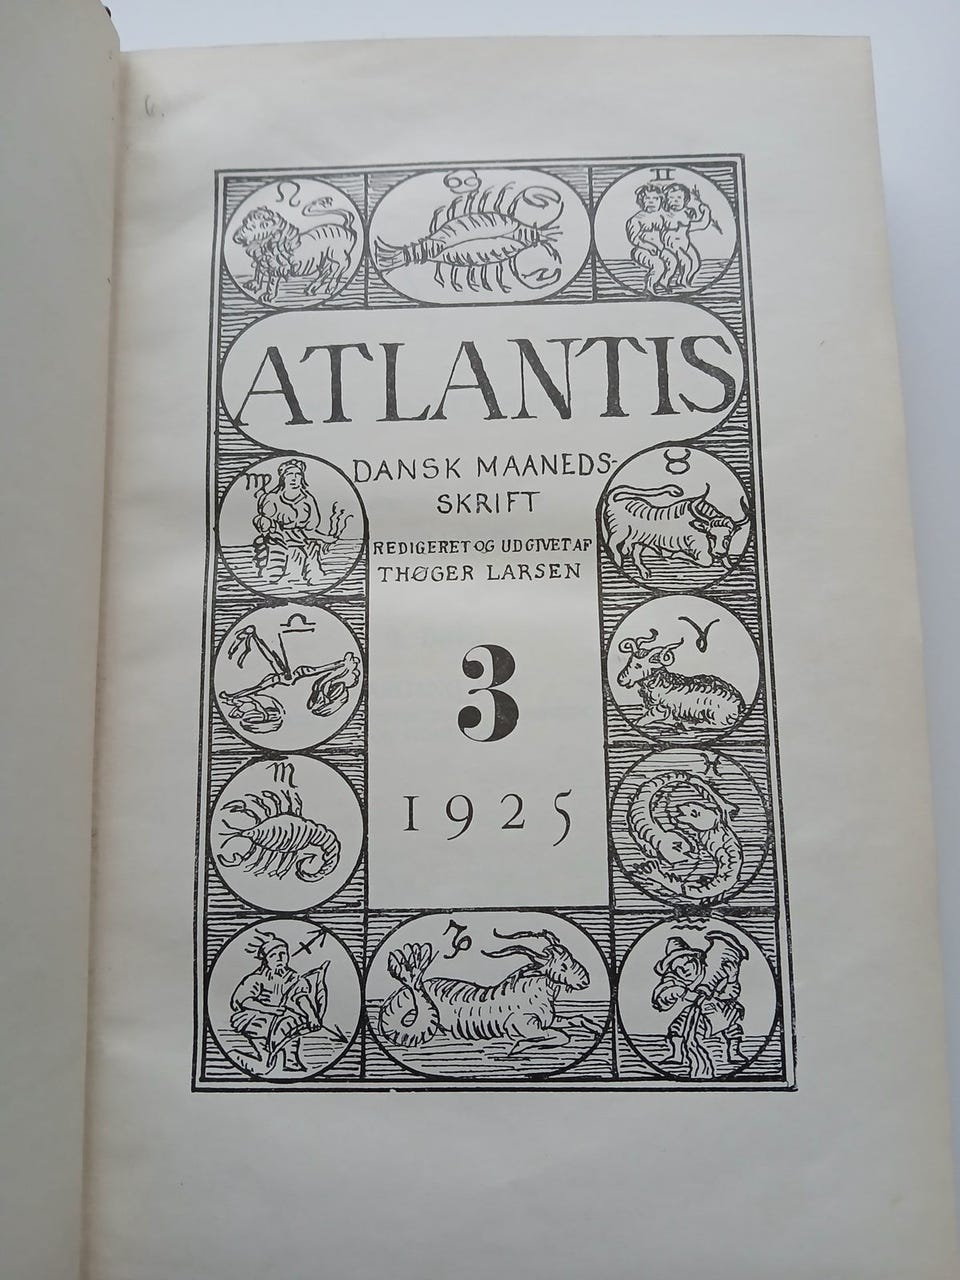 ATLANTIS
DANSK MAANEDS-
SKRIFT
REDIGERET OG UDGIVET AF
THØGER LARSEN
3
1925